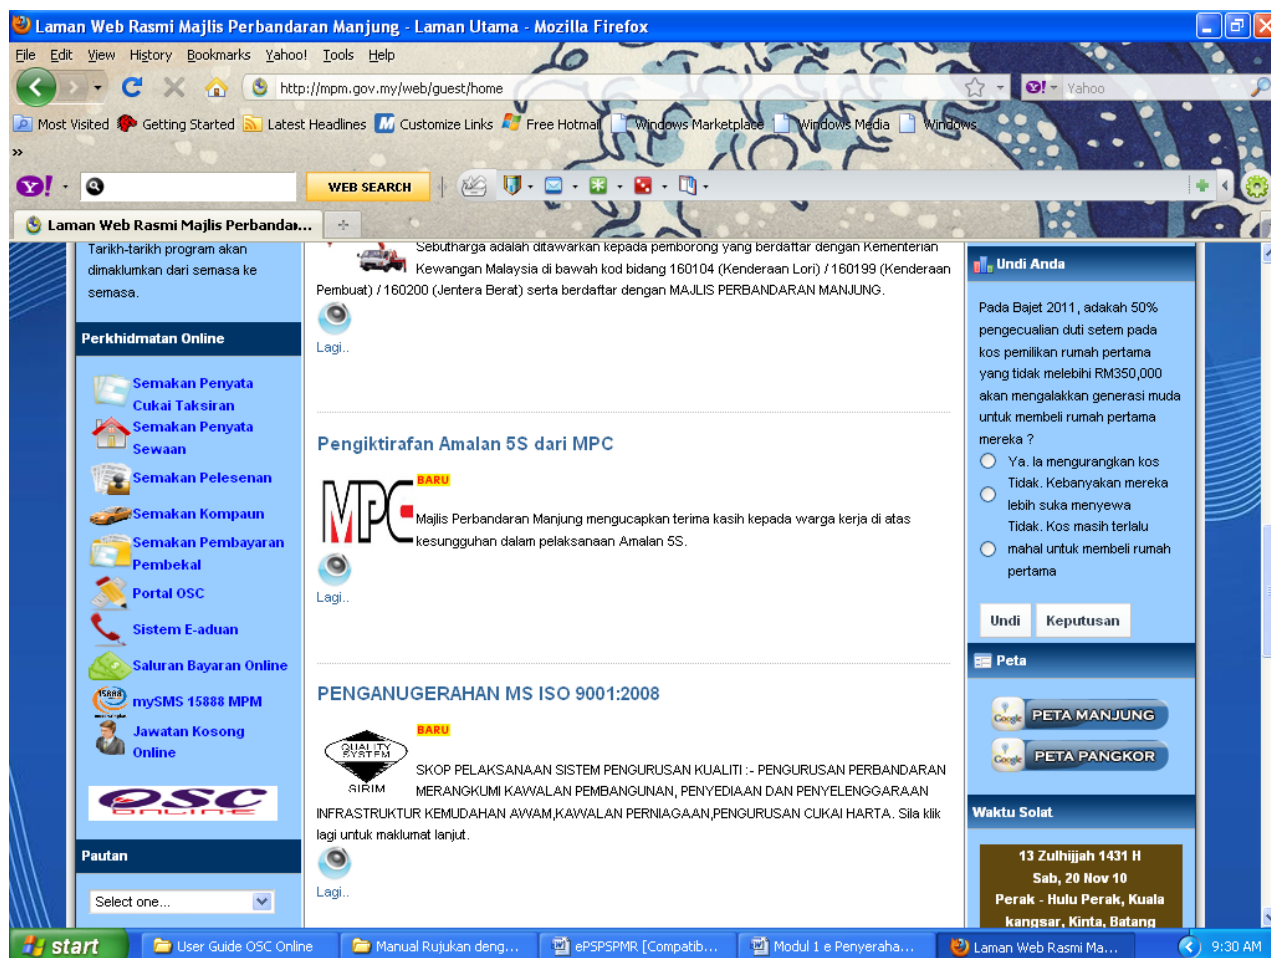 Laman Web Rasmi Majlis Perbandaran Manjung - Laman Utama - Mozilla Firefox
File Edit View History Bookmarks Yahoo! Tools Help
http://mpm.gov.my/web/guest/home
Yahoo
Most Visited Getting Started Latest Headlines Customize Links Free Hotmail Windows Marketplace Windows Media Windows
»
WEB SEARCH
Laman Web Rasmi Majlis Perbandar...
Tarikh-tarikh program akan
dimaklumkan dari semasa ke
semasa.
Perkhidmatan Online
Semakan Penyata
Cukai Taksiran
Semakan Penyata
Sewaan
Semakan Pelesenan
Semakan Kompaun
Semakan Pembayaran
Pembekal
Portal OSC
Sistem E-aduan
Saluran Bayaran Online
15888
mySMS 15888 MPM
Jawatan Kosong
Online
OSC
ONLINE
Pautan
Select one...
Sebutharga adalah ditawarkan kepada pemborong yang berdaftar dengan Kementerian
Kewangan Malaysia di bawah kod bidang 160104 (Kenderaan Lori) / 160199 (Kenderaan
Pembuat) / 160200 (Jentera Berat) serta berdaftar dengan MAJLIS PERBANDARAN MANJUNG.
Lagi..
Pengiktirafan Amalan 5S dari MPC
BARU
MPC
Majlis Perbandaran Manjung mengucapkan terima kasih kepada warga kerja di atas
kesungguhan dalam pelaksanaan Amalan 5S.
Lagi..
PENGANUGERAHAN MS ISO 9001:2008
BARU
QUALITY
SYSTEM
SIRIM
SKOP PELAKSANAAN SISTEM PENGURUSAN KUALITI :- PENGURUSAN PERBANDARAN
MERANGKUMI KAWALAN PEMBANGUNAN, PENYEDIAAN DAN PENYELENGGARAAN
INFRASTRUKTUR KEMUDAHAN AWAM,KAWALAN PERNIAGAAN,PENGURUSAN CUKAI HARTA. Sila klik
lagi untuk maklumat lanjut.
Lagi..
Undi Anda
Pada Bajet 2011, adakah 50%
pengecualian duti setem pada
kos pemilikan rumah pertama
yang tidak melebihi RM350,000
akan mengalakkan generasi muda
untuk membeli rumah pertama
mereka ?
Ya. Ia mengurangkan kos
Tidak. Kebanyakan mereka
lebih suka menyewa
Tidak. Kos masih terlalu
mahal untuk membeli rumah
pertama
Undi Keputusan
Peta
Google PETA MANJUNG
Google PETA PANGKOR
Waktu Solat
13 Zulhijjah 1431 H
Sab, 20 Nov 10
Perak - Hulu Perak, Kuala
kangsar, Kinta, Batang
start
User Guide OSC Online
Manual Rujukan deng...
ePSPSPMR [Compatib...
Modul 1 e Penyeraha...
Laman Web Rasmi Ma...
9:30 AM